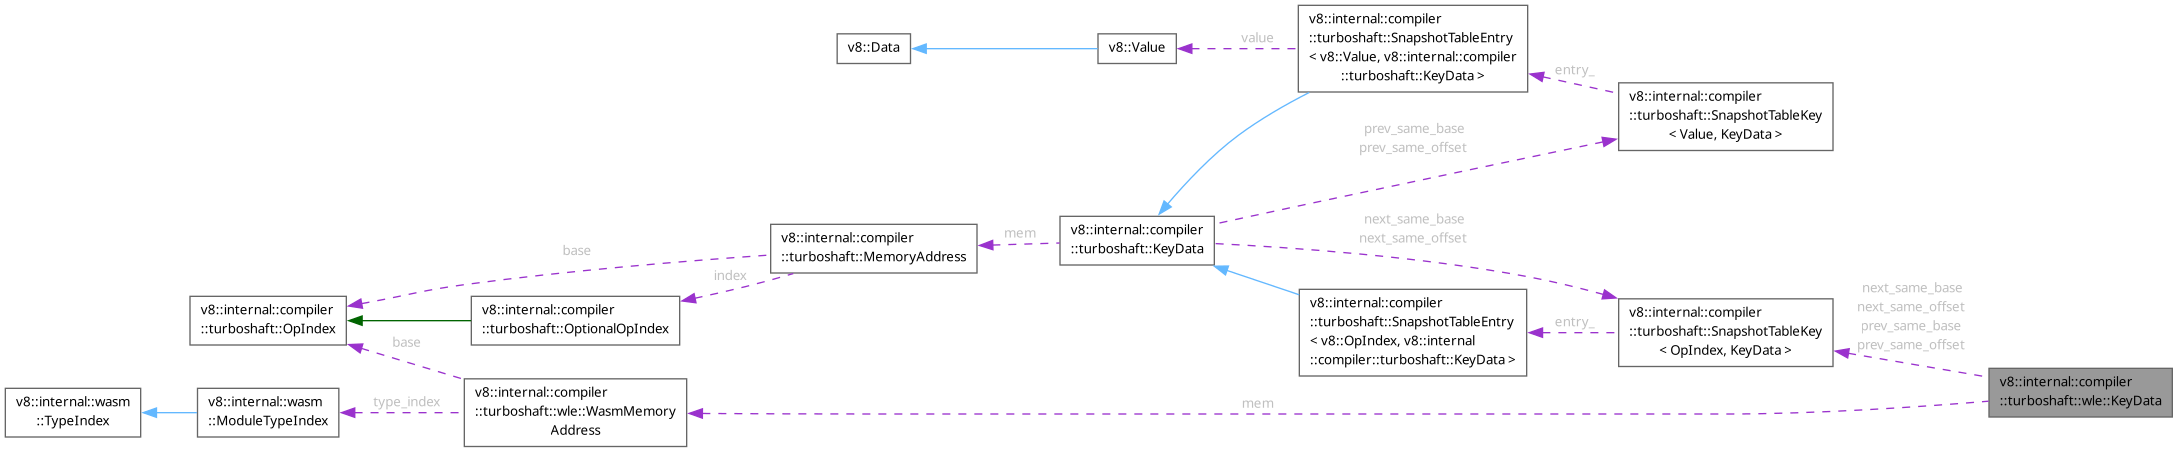 v8::internal::compiler
::turboshaft::SnapshotTableEntry
< v8::Value, v8::internal::compiler
::turboshaft::KeyData >
v8::Data
v8::Value
value
entry_
v8::internal::compiler
::turboshaft::SnapshotTableKey
< Value, KeyData >
prev_same_base
prev_same_offset
v8::internal::compiler
::turboshaft::MemoryAddress
mem
v8::internal::compiler
::turboshaft::KeyData
next_same_base
next_same_offset
base
index
v8::internal::compiler
::turboshaft::OpIndex
v8::internal::compiler
::turboshaft::OptionalOpIndex
v8::internal::compiler
::turboshaft::SnapshotTableEntry
< v8::OpIndex, v8::internal
::compiler::turboshaft::KeyData >
entry_
v8::internal::compiler
::turboshaft::SnapshotTableKey
< OpIndex, KeyData >
next_same_base
next_same_offset
prev_same_base
prev_same_offset
base
v8::internal::wasm
::TypeIndex
v8::internal::wasm
::ModuleTypeIndex
type_index
v8::internal::compiler
::turboshaft::wle::WasmMemory
Address
mem
v8::internal::compiler
::turboshaft::wle::KeyData